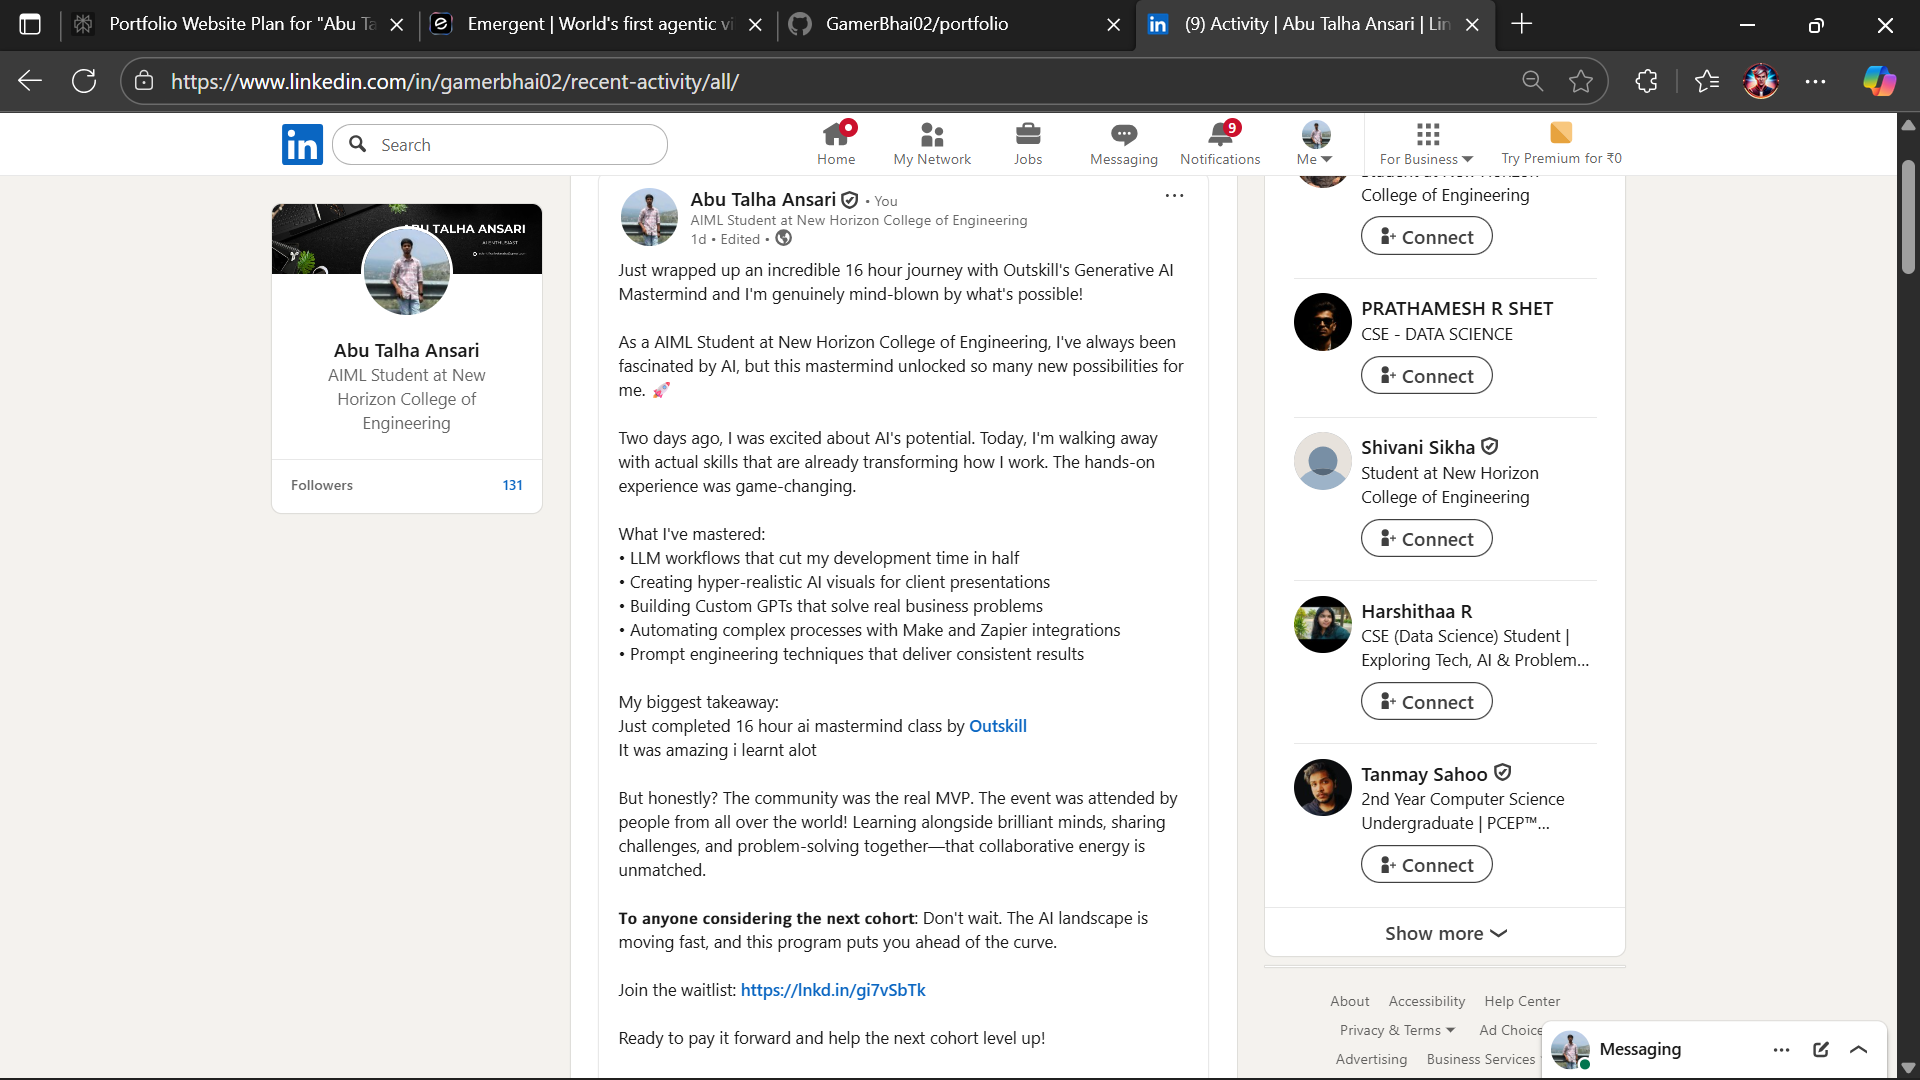 Portfolio Website Plan for "Abu Ta
Emergent | World's first agentic vi
GamerBhai02/portfolio
(9) Activity | Abu Talha Ansari | Lin
https://www.linkedin.com/in/gamerbhai02/recent-activity/all/
in
Search
Home
My Network
Jobs
Messaging
9
Notifications
Me
For Business
Try Premium for ₹0
ABU TALHA ANSARI
AI ENTHUSIAST
Abu Talha Ansari
AIML Student at New
Horizon College of
Engineering
Followers 131
Abu Talha Ansari • You
AIML Student at New Horizon College of Engineering
1d • Edited •
Just wrapped up an incredible 16 hour journey with Outskill's Generative AI
Mastermind and I'm genuinely mind-blown by what's possible!
As a AIML Student at New Horizon College of Engineering, I've always been
fascinated by AI, but this mastermind unlocked so many new possibilities for
me. 🚀
Two days ago, I was excited about AI's potential. Today, I'm walking away
with actual skills that are already transforming how I work. The hands-on
experience was game-changing.
What I've mastered:
• LLM workflows that cut my development time in half
• Creating hyper-realistic AI visuals for client presentations
• Building Custom GPTs that solve real business problems
• Automating complex processes with Make and Zapier integrations
• Prompt engineering techniques that deliver consistent results
My biggest takeaway:
Just completed 16 hour ai mastermind class by Outskill
It was amazing i learnt alot
But honestly? The community was the real MVP. The event was attended by
people from all over the world! Learning alongside brilliant minds, sharing
challenges, and problem-solving together—that collaborative energy is
unmatched.
To anyone considering the next cohort: Don't wait. The AI landscape is
moving fast, and this program puts you ahead of the curve.
Join the waitlist: https://lnkd.in/gi7vSbTk
Ready to pay it forward and help the next cohort level up!
Student at New Horizon
College of Engineering
Connect
PRATHAMESH R SHET
CSE - DATA SCIENCE
Connect
Shivani Sikha
Student at New Horizon
College of Engineering
Connect
Harshithaa R
CSE (Data Science) Student |
Exploring Tech, AI & Problem...
Connect
Tanmay Sahoo
2nd Year Computer Science
Undergraduate | PCEP™...
Connect
Show more
About Accessibility Help Center
Privacy & Terms Ad Choice
Advertising Business Services
Messaging